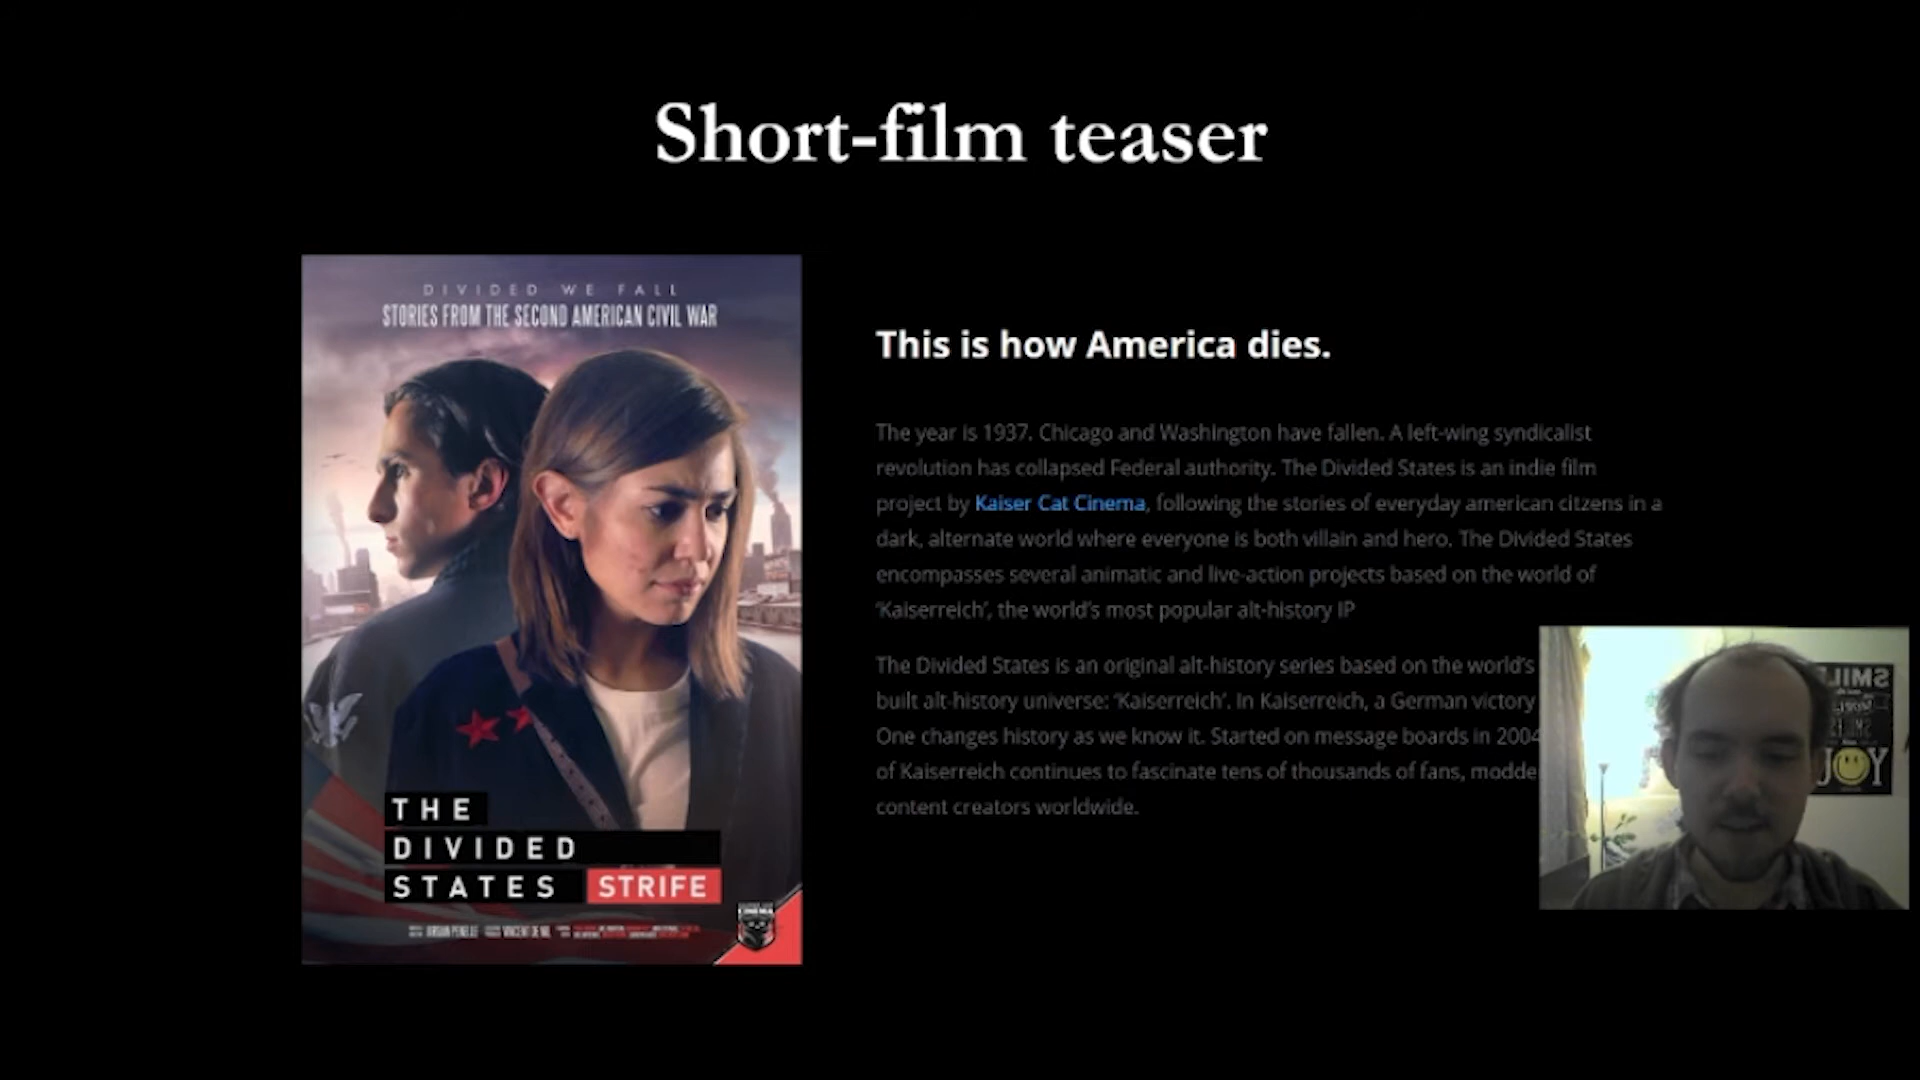 Short-film teaser
DIVIDED WE FALL
STORIES FROM THE SECOND AMERICAN CIVIL WAR
THE
DIVIDED
STATES STRIFE
CINEMA
This is how America dies.
The year is 1937. Chicago and Washington have fallen. A left-wing syndicalist
revolution has collapsed Federal authority. The Divided States is an indie film
project by Kaiser Cat Cinema, following the stories of everyday american citzens in a
dark, alternate world where everyone is both villain and hero. The Divided States
encompasses several animatic and live-action projects based on the world of
'Kaiserreich', the world's most popular alt-history IP
The Divided States is an original alt-history series based on the world's
built alt-history universe: 'Kaiserreich'. In Kaiserreich, a German victory
One changes history as we know it. Started on message boards in 2004
of Kaiserreich continues to fascinate tens of thousands of fans, modde
content creators worldwide.
SMILE
JOY